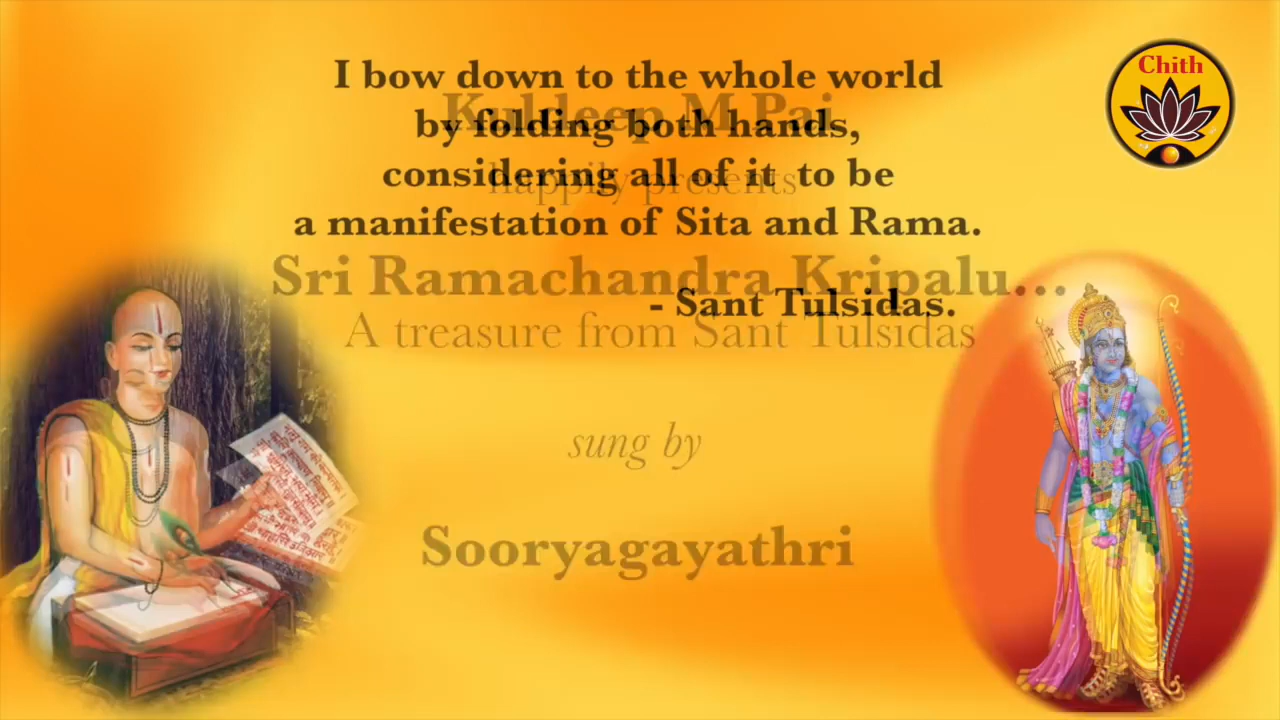 Chith
I bow down to the whole world
by folding both hands,
considering all of it to be
a manifestation of Sita and Rama.
- Sant Tulsidas.
Kuldeep M Pai
happily presents
Sri Ramachandra Kripalu...
A treasure from Sant Tulsidas
sung by
Sooryagayathri